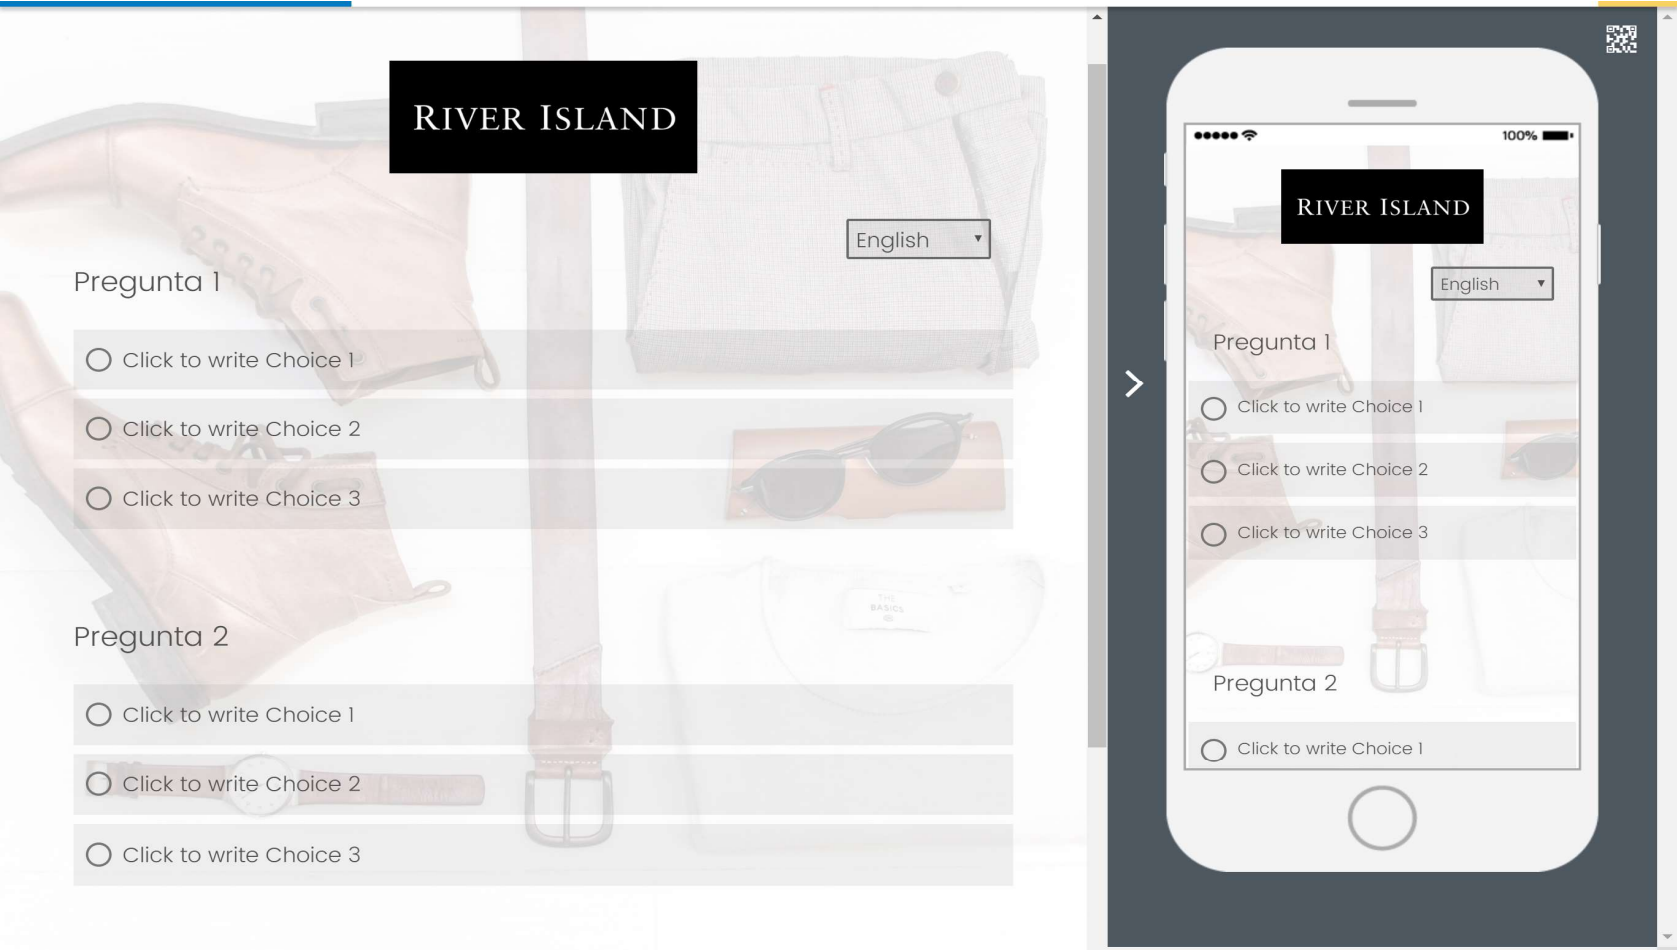 RIVER ISLAND
English
Pregunta 1
Click to write Choice 1
Click to write Choice 2
Click to write Choice 3
THE
BASICS
Pregunta 2
Click to write Choice 1
Click to write Choice 2
Click to write Choice 3
100%
RIVER ISLAND
English
Pregunta 1
Click to write Choice 1
Click to write Choice 2
Click to write Choice 3
Pregunta 2
Click to write Choice 1